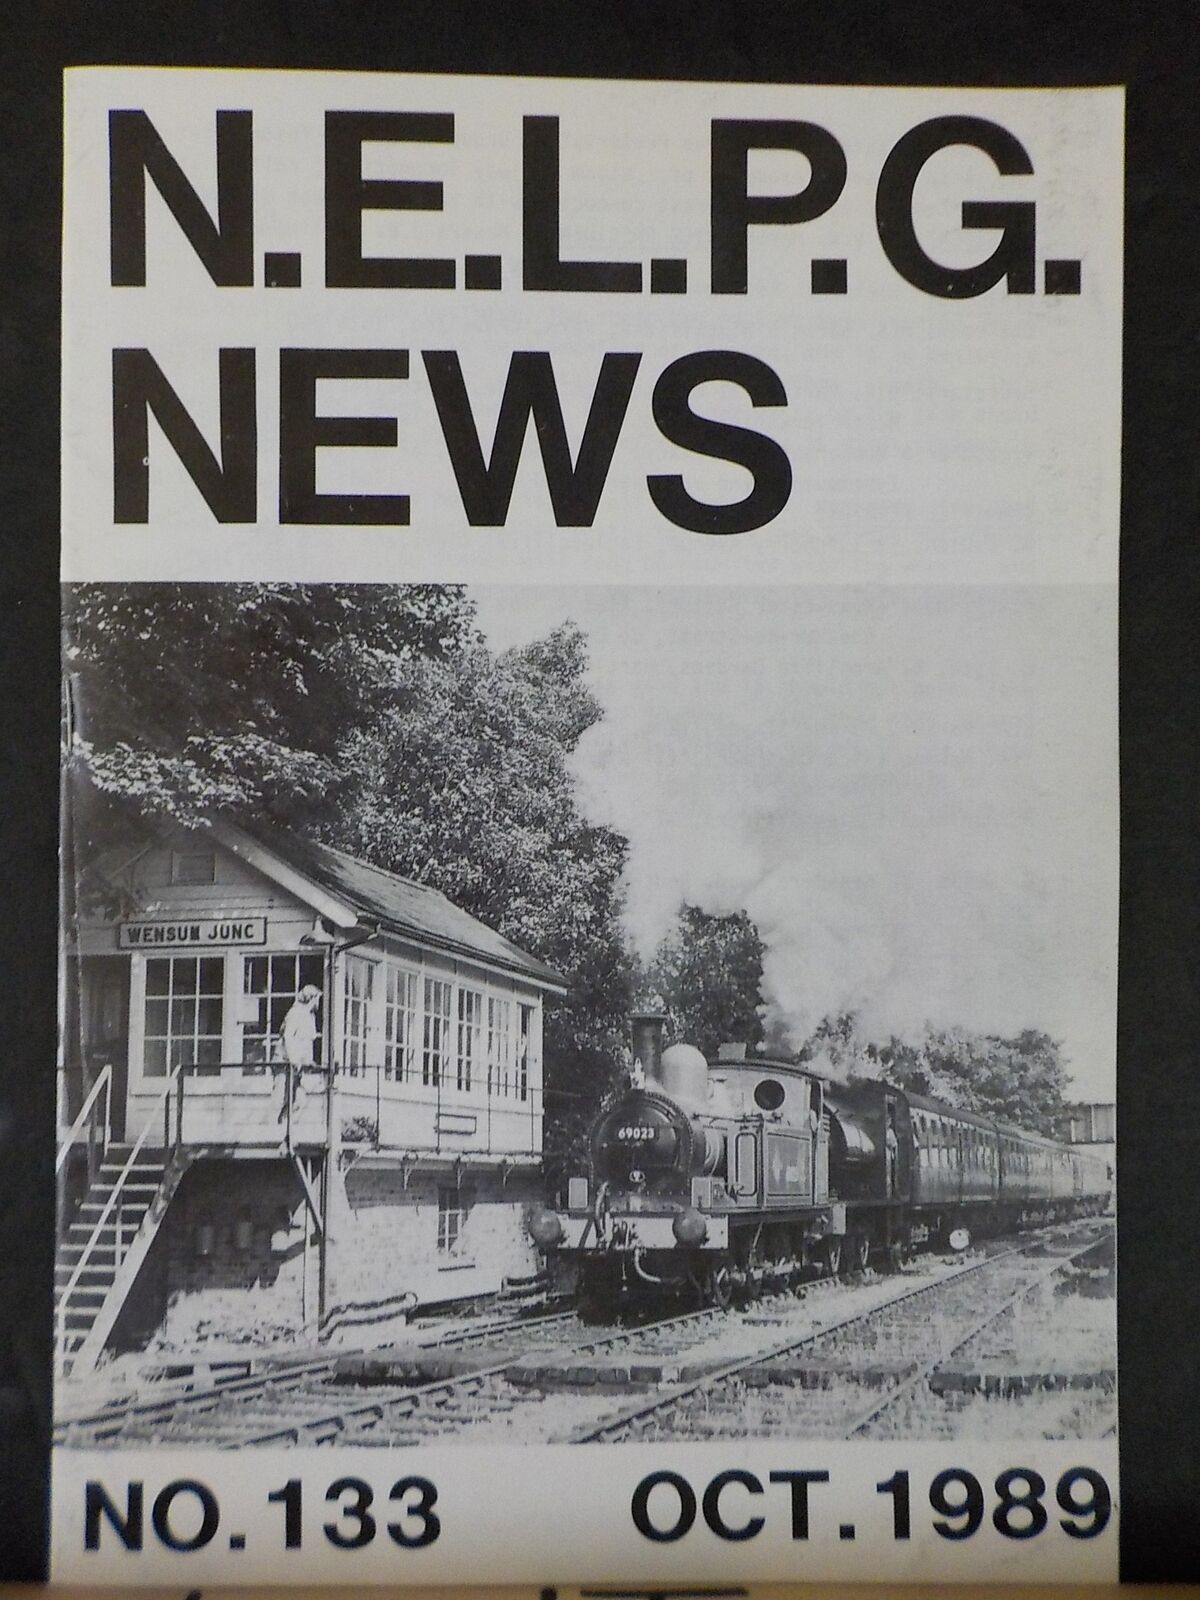 N.E.L.P.G.
NEWS
WENSUM JUNC
69023
NO. 133
OCT. 1989